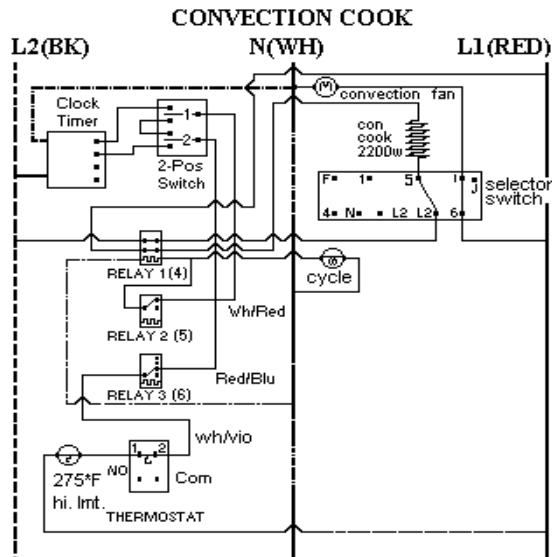 CONVECTION COOK
L2(BK) N(WH) L1(RED)
Clock
Timer
1
2
2-Pos
Switch
M
convection fan
con
cook
2200w
F 1 5 I J
4 N L2 L2 6
selector
switch
RELAY 1 (4)
cycle
Wh/Red
RELAY 2 (5)
Red/Blu
RELAY 3 (6)
wh/vio
1 2
NO
Com
275*F
hi. lmt.
THERMOSTAT